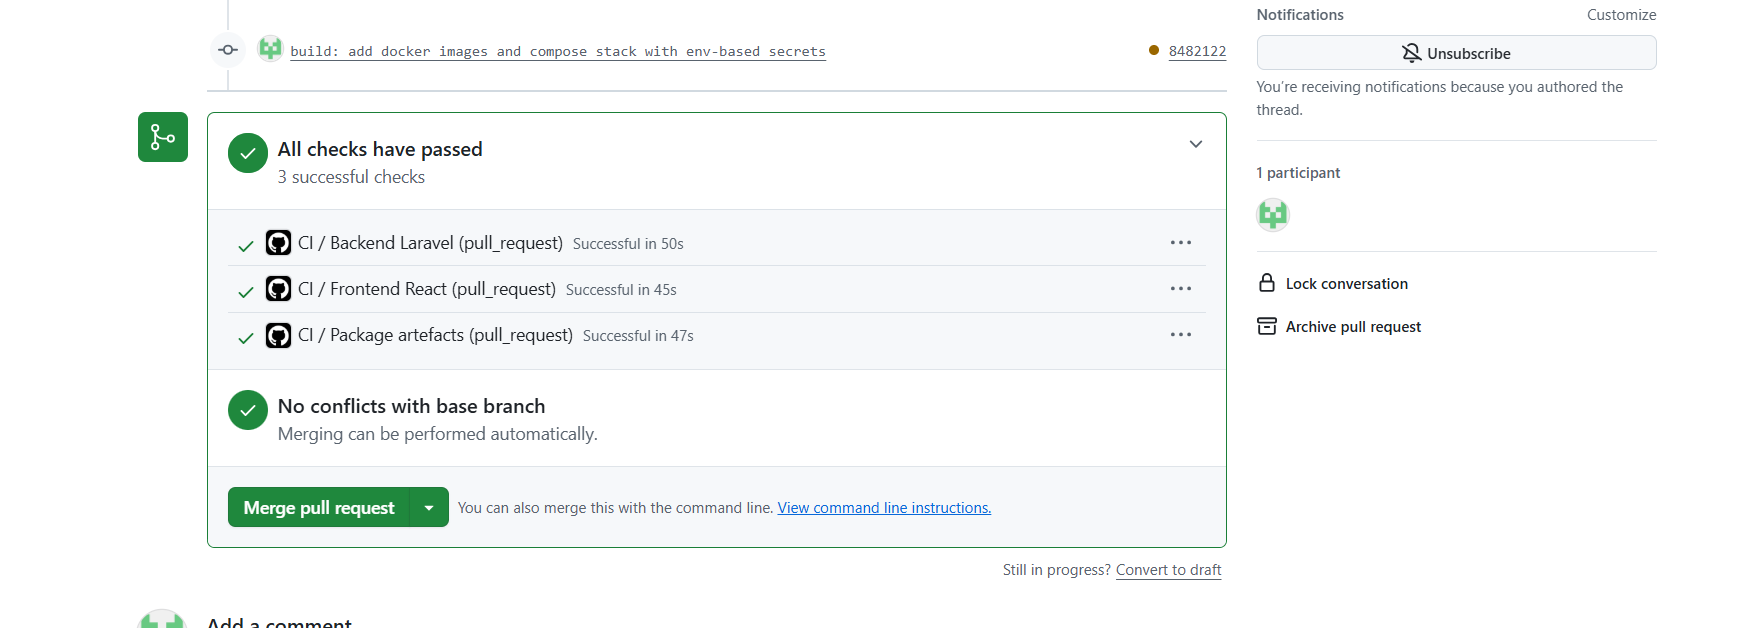 build: add docker images and compose stack with env-based secrets
8482122
All checks have passed
3 successful checks
CI / Backend Laravel (pull_request) Successful in 50s
CI / Frontend React (pull_request) Successful in 45s
CI / Package artefacts (pull_request) Successful in 47s
No conflicts with base branch
Merging can be performed automatically.
Merge pull request
You can also merge this with the command line. View command line instructions.
Still in progress? Convert to draft
Add a comment
Notifications
Customize
Unsubscribe
You’re receiving notifications because you authored the
thread.
1 participant
Lock conversation
Archive pull request